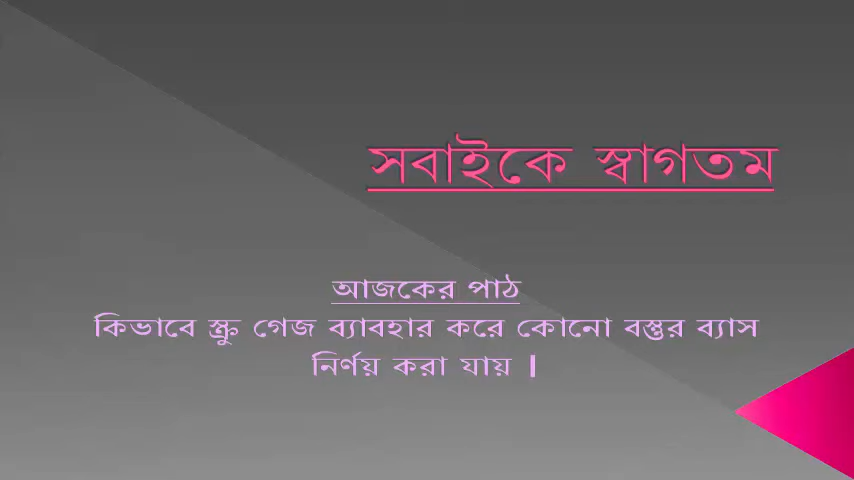 সবাইকে স্বাগতম
আজকের পাঠ
কিভাবে স্ক্রু গেজ ব্যাবহার করে কোনো বস্তুর ব্যাস
নির্ণয় করা যায় |